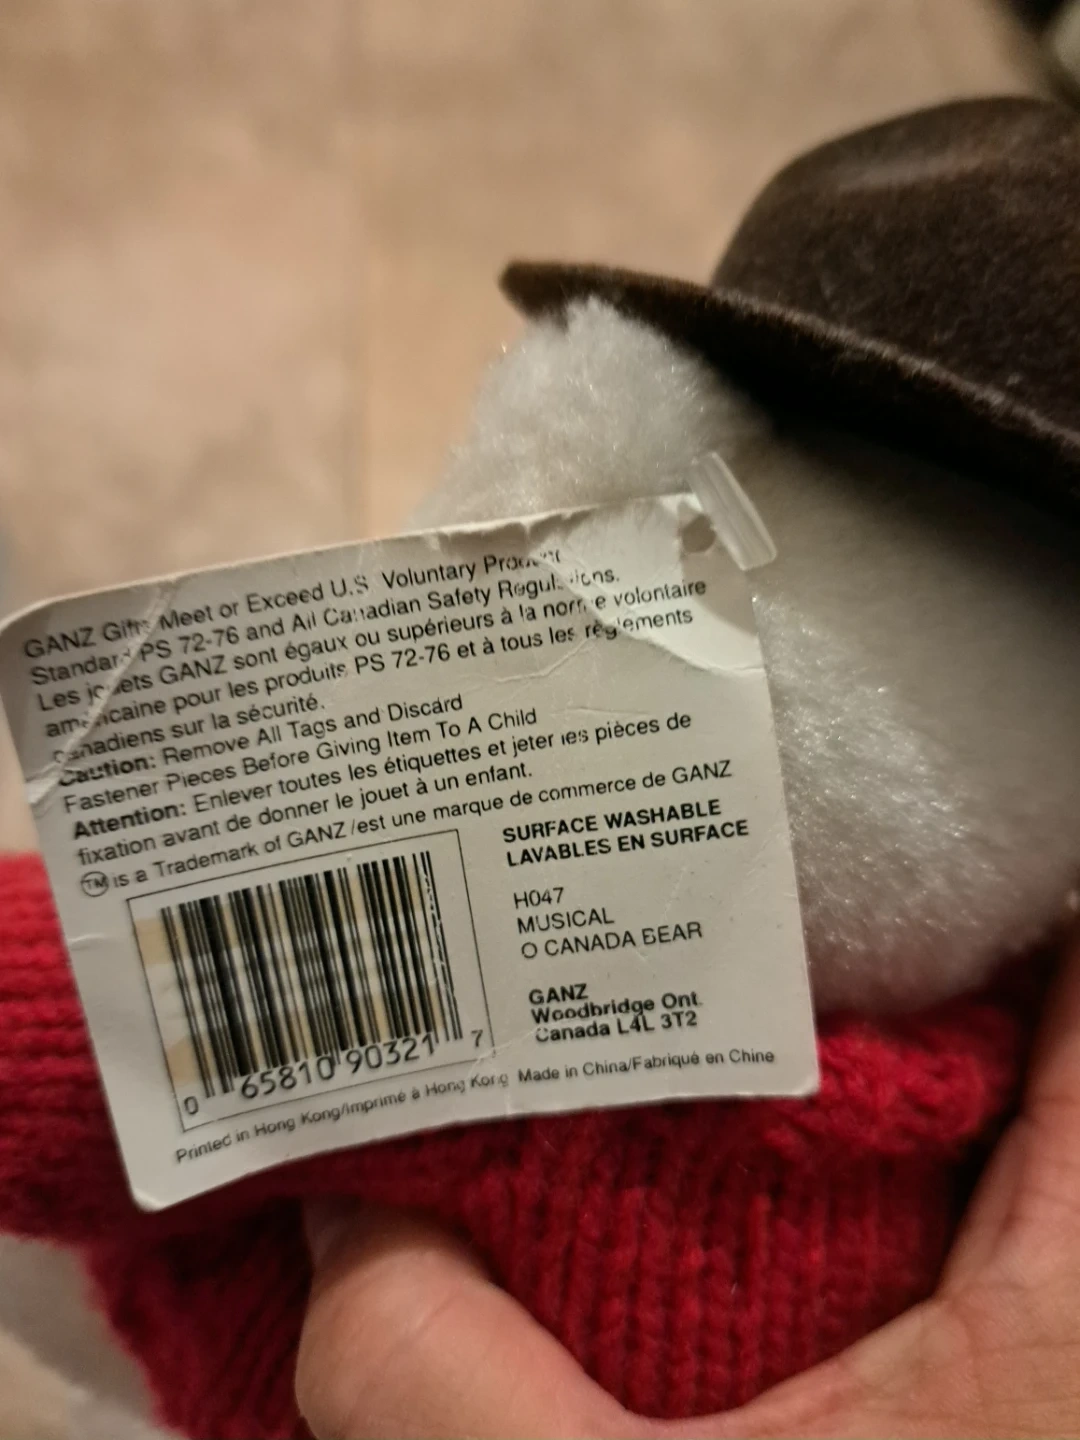 GANZ Gifts Meet or Exceed U.S. Voluntary Product
Standard PS 72-76 and All Canadian Safety Regulations.
Les jouets GANZ sont égaux ou supérieurs à la norme volontaire
américaine pour les produits PS 72-76 et à tous les règlements
canadiens sur la sécurité.
Caution: Remove All Tags and Discard
Fastener Pieces Before Giving Item To A Child
Attention: Enlever toutes les étiquettes et jeter les pièces de
fixation avant de donner le jouet à un enfant.
TM is a Trademark of GANZ/est une marque de commerce de GANZ
SURFACE WASHABLE
LAVABLES EN SURFACE
H047
MUSICAL
O CANADA BEAR
GANZ
Woodbridge Ont.
Canada L4L 3T2
0 65810 90321 7
Printed in Hong Kong/imprimé à Hong Kong Made in China/Fabriqué en Chine